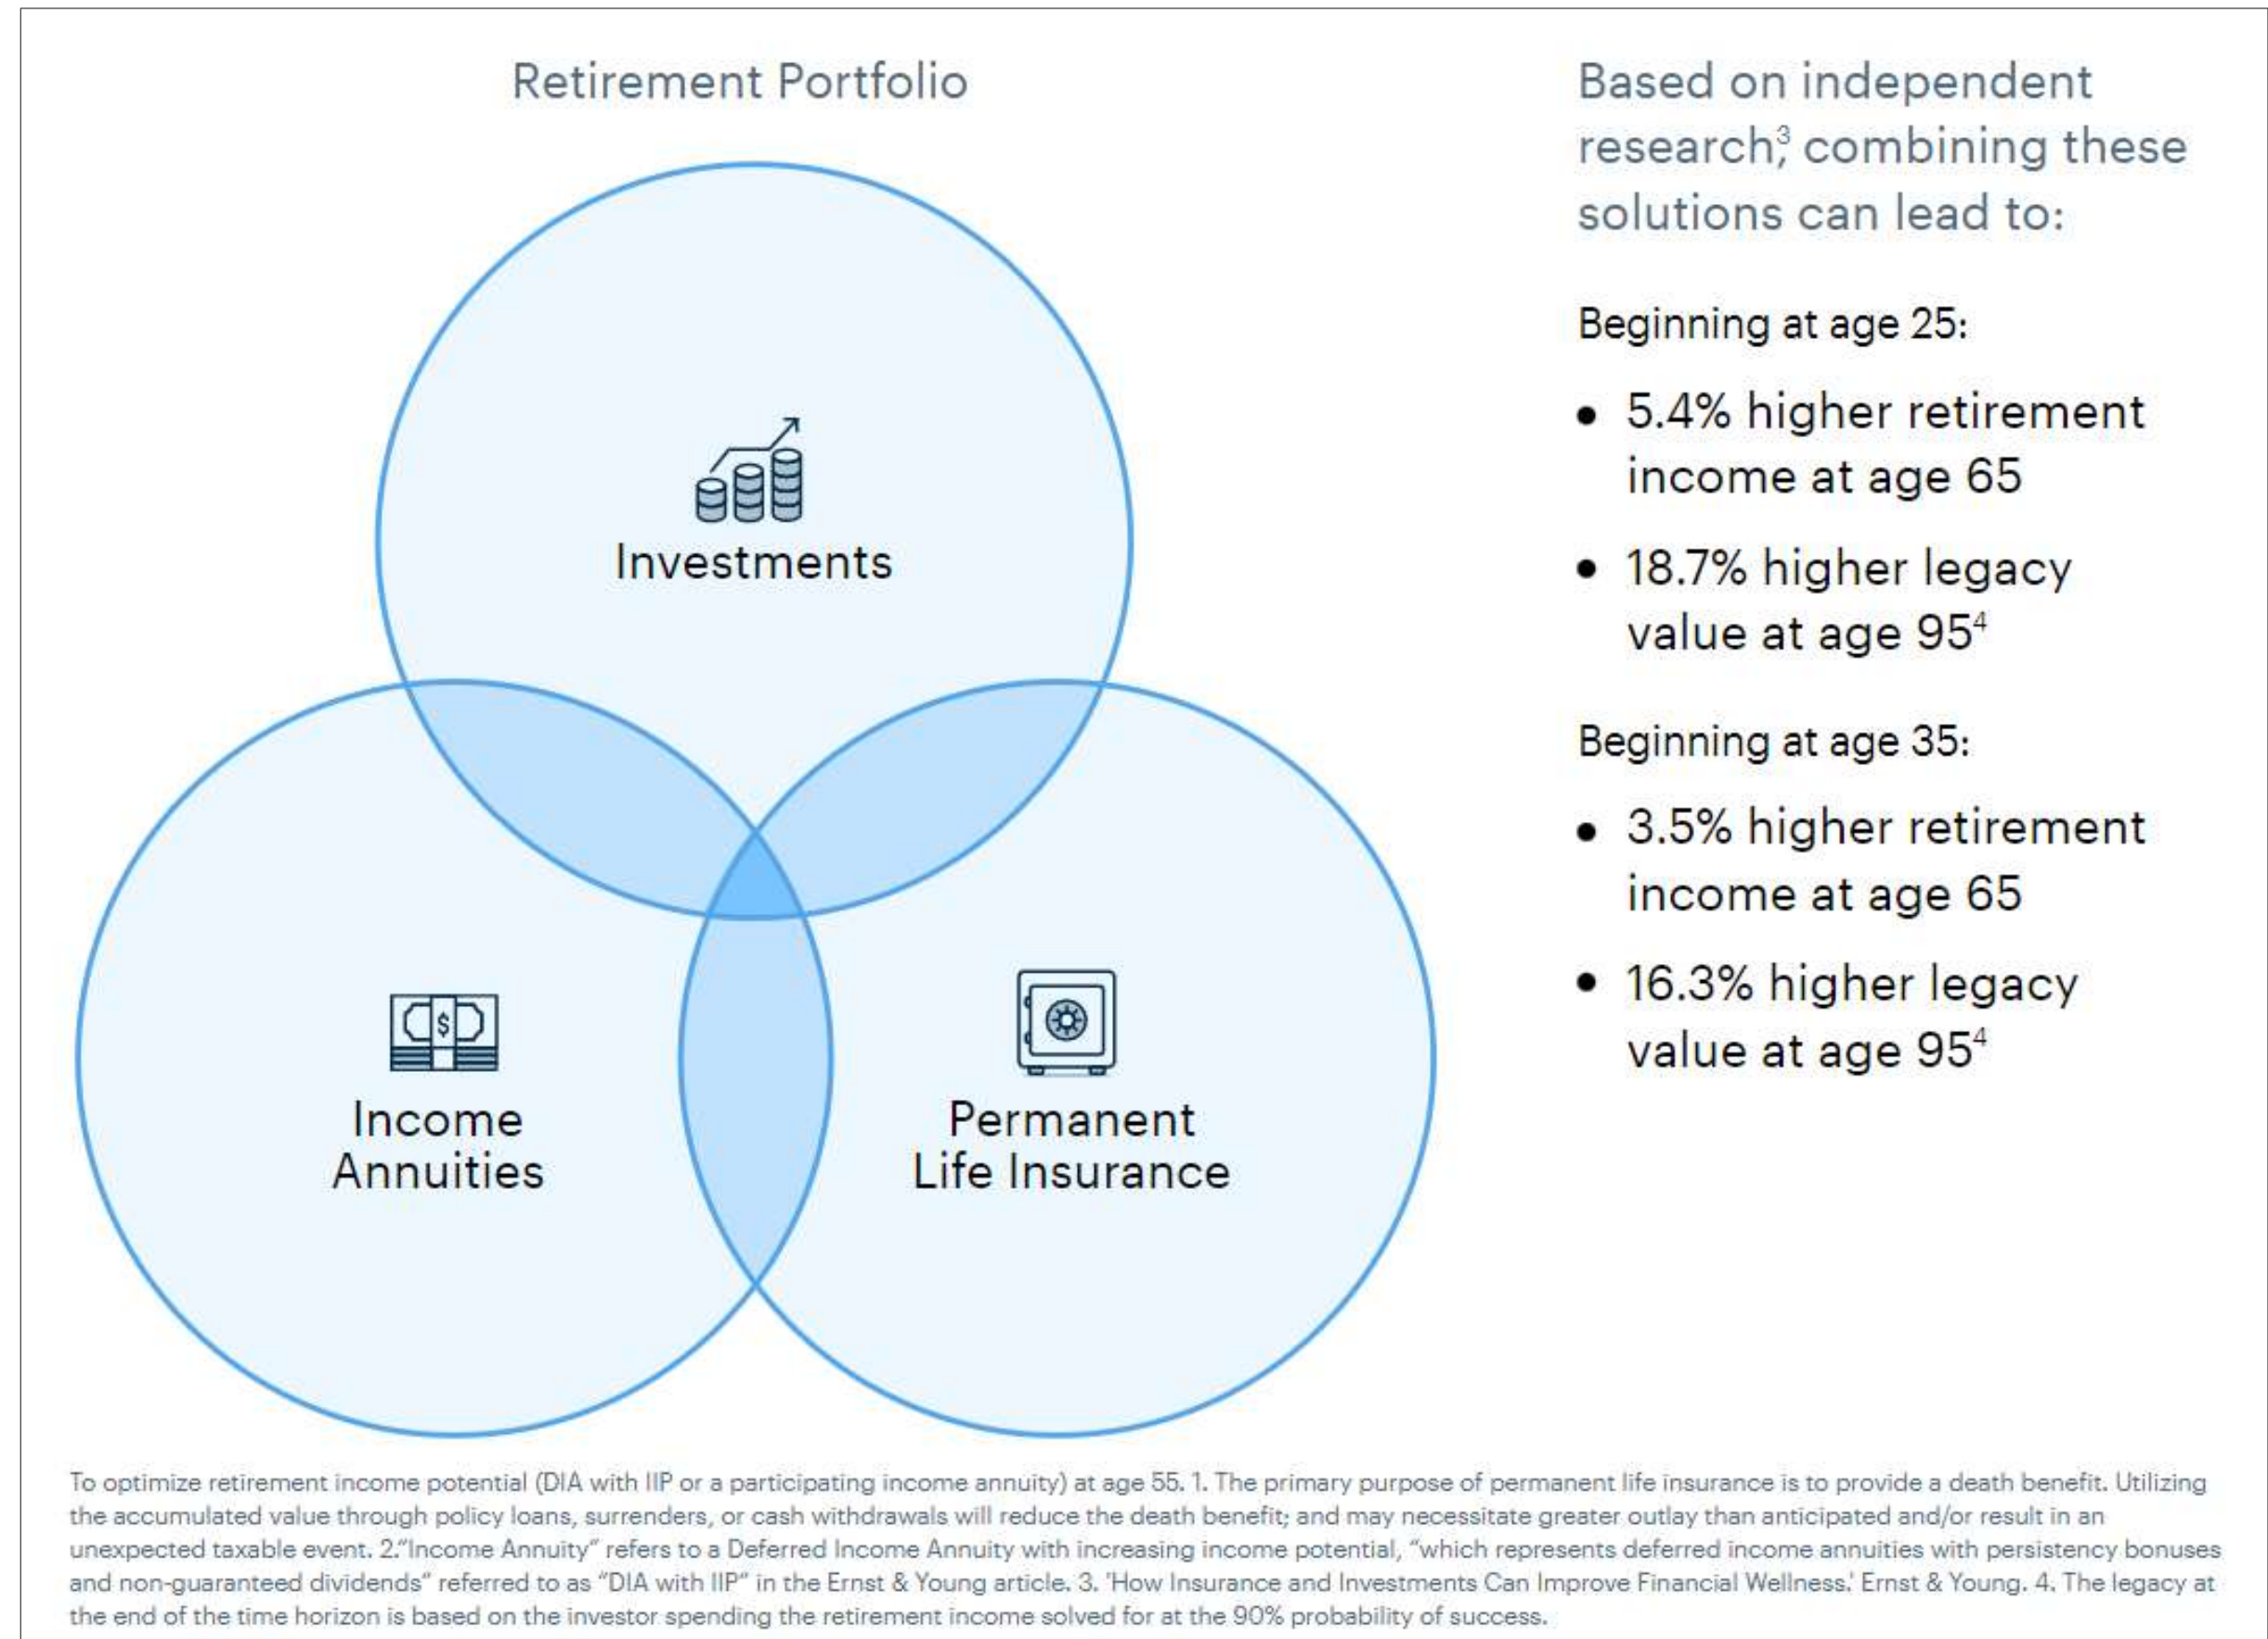 Retirement Portfolio
Investments
Income
Annuities
$
Permanent
Life Insurance
Based on independent
research,³ combining these
solutions can lead to:
Beginning at age 25:
• 5.4% higher retirement
income at age 65
• 18.7% higher legacy
value at age 95⁴
Beginning at age 35:
• 3.5% higher retirement
income at age 65
• 16.3% higher legacy
value at age 95⁴
To optimize retirement income potential (DIA with IIP or a participating income annuity) at age 55. 1. The primary purpose of permanent life insurance is to provide a death benefit. Utilizing
the accumulated value through policy loans, surrenders, or cash withdrawals will reduce the death benefit; and may necessitate greater outlay than anticipated and/or result in an
unexpected taxable event. 2.“Income Annuity” refers to a Deferred Income Annuity with increasing income potential, “which represents deferred income annuities with persistency bonuses
and non-guaranteed dividends” referred to as “DIA with IIP” in the Ernst & Young article. 3. 'How Insurance and Investments Can Improve Financial Wellness.' Ernst & Young. 4. The legacy at
the end of the time horizon is based on the investor spending the retirement income solved for at the 90% probability of success.